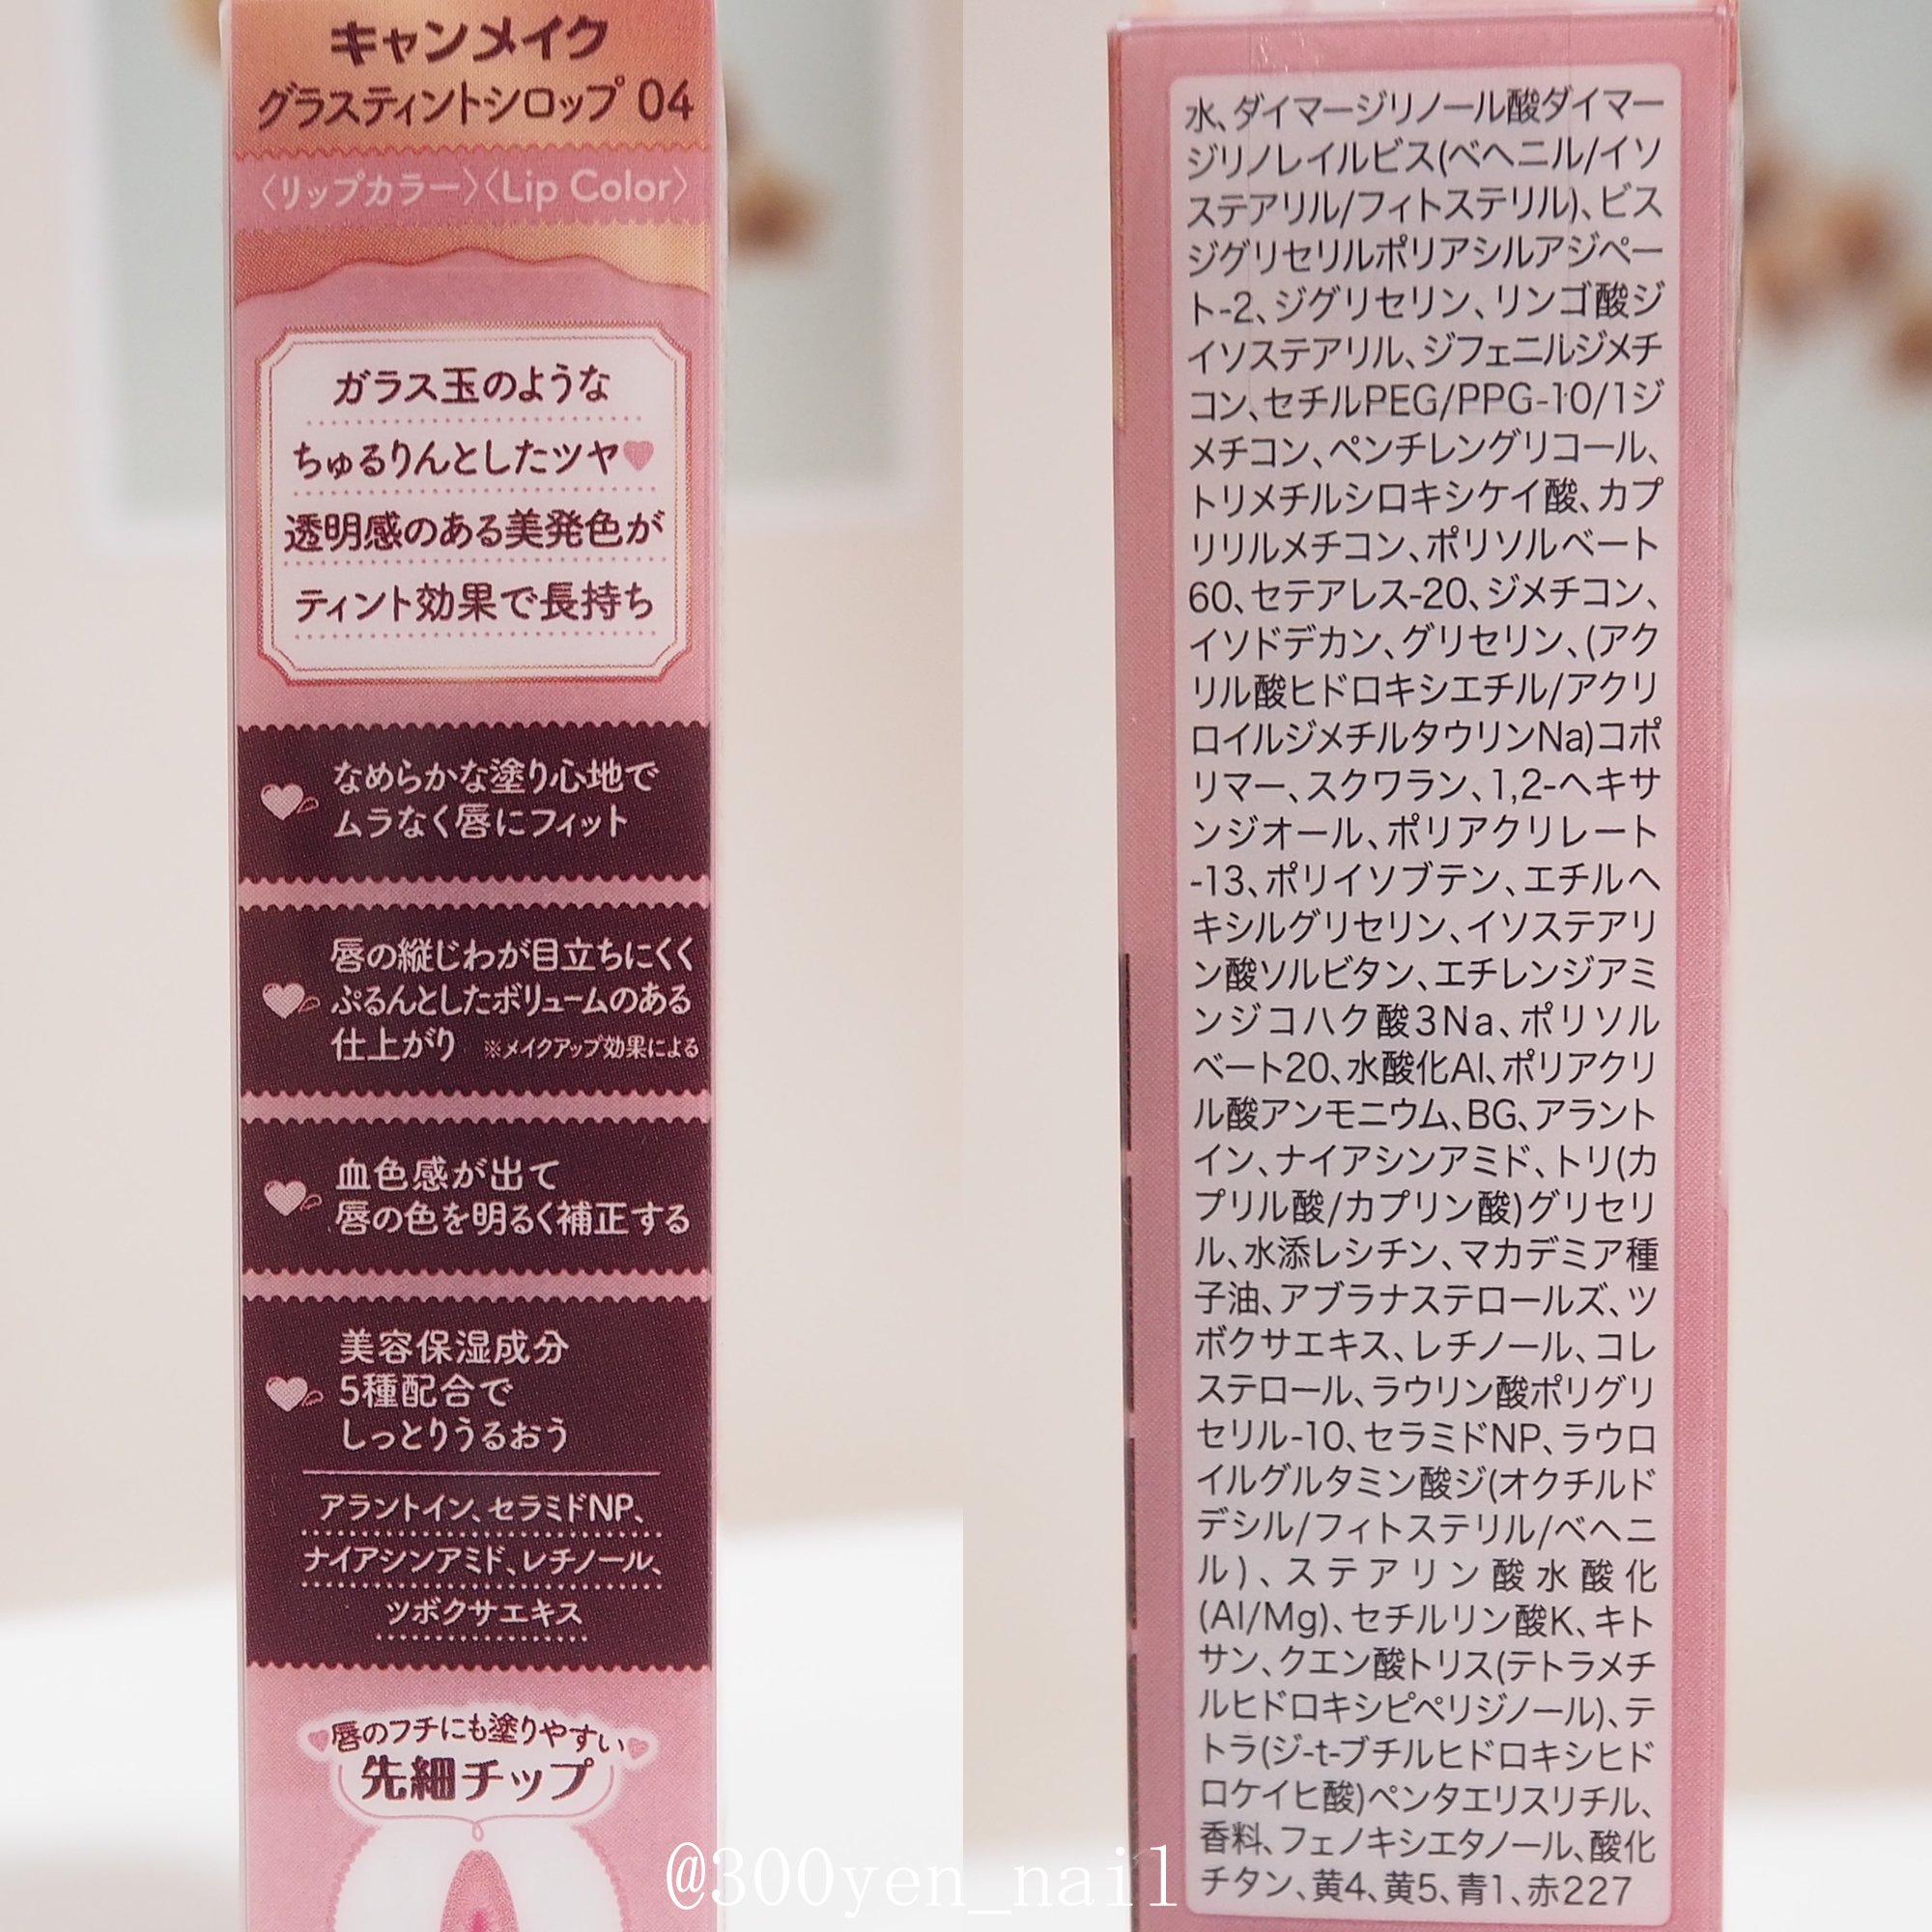 キャンメイク
グラスティントシロップ 04
〈リップカラー〉〈Lip Color〉
ガラス玉のような
ちゅるりんとしたツヤ♥
透明感のある美発色が
ティント効果で長持ち
なめらかな塗り心地で
ムラなく唇にフィット
唇の縦じわが目立ちにくく
ぷるんとしたボリュームのある
仕上がり ※メイクアップ効果による
血色感が出て
唇の色を明るく補正する
美容保湿成分
5種配合で
しっとりうるおう
アラントイン、セラミドNP、
ナイアシンアミド、レチノール、
ツボクサエキス
唇のフチにも塗りやすい
先細チップ
水、ダイマージリノール酸ダイマー
ジリノレイルビス(ベヘニル/イソ
ステアリル/フィトステリル)、ビス
ジグリセリルポリアシルアジペー
ト-2、ジグリセリン、リンゴ酸ジ
イソステアリル、ジフェニルジメチ
コン、セチルPEG/PPG-10/1ジ
メチコン、ペンチレングリコール、
トリメチルシロキシケイ酸、カプ
リリルメチコン、ポリソルベート
60、セテアレス-20、ジメチコン、
イソドデカン、グリセリン、(アク
リル酸ヒドロキシエチル/アクリ
ロイルジメチルタウリンNa)コポ
リマー、スクワラン、1,2-ヘキサ
ンジオール、ポリアクリレート
-13、ポリイソブテン、エチルヘ
キシルグリセリン、イソステアリ
ン酸ソルビタン、エチレンジアミ
ンジコハク酸3Na、ポリソル
ベート20、水酸化Al、ポリアクリ
ル酸アンモニウム、BG、アラント
イン、ナイアシンアミド、トリ(カ
プリル酸/カプリン酸)グリセリ
ル、水添レシチン、マカデミア種
子油、アブラナステロールズ、ツ
ボクサエキス、レチノール、コレ
ステロール、ラウリン酸ポリグリ
セリル-10、セラミドNP、ラウロ
イルグルタミン酸ジ(オクチルド
デシル/フィトステリル/ベヘニ
ル)、ステアリン酸水酸化
(Al/Mg)、セチルリン酸K、キト
サン、クエン酸トリス(テトラメチ
ルヒドロキシピペリジノール)、テ
トラ(ジ-t-ブチルヒドロキシヒド
ロケイヒ酸)ペンタエリスリチル、
香料、フェノキシエタノール、酸化
チタン、黄4、黄5、青1、赤227
@300yen_nail